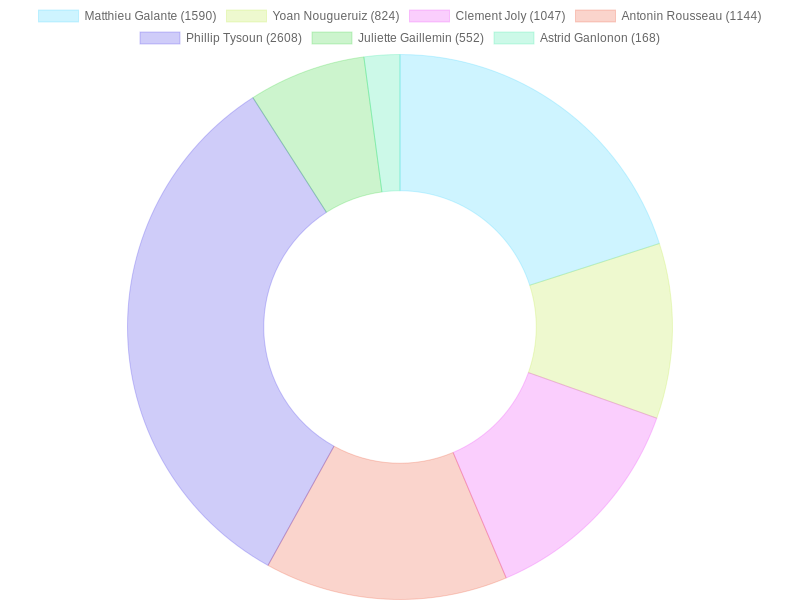 Matthieu Galante (1590) Yoan Nougueruiz (824) Clement Joly (1047) Antonin Rousseau (1144)
Phillip Tysoun (2608) Juliette Gaillemin (552) Astrid Ganlonon (168)